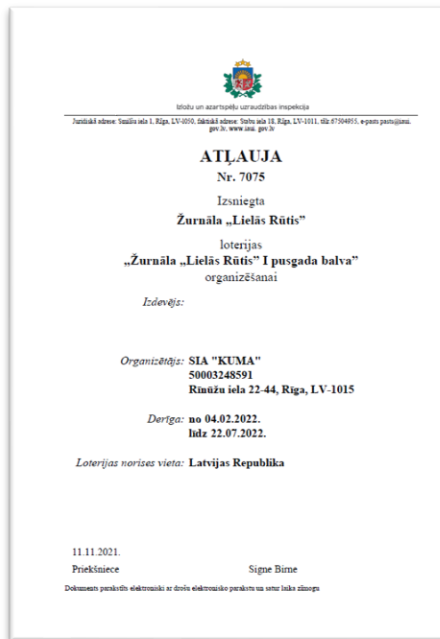 Izložu un azartspēļu uzraudzības inspekcija
Juridiskā adrese: Smilšu iela 1, Rīga, LV-1050, faktiskā adrese: Stabu iela 18, Rīga, LV-1011, tālr. 67504955, e-pasts pasts@iaui.
gov.lv, www.iaui. gov.lv
ATĻAUJA
Nr. 7075
Izsniegta
Žurnāla „Lielās Rūtis”
loterijas
„Žurnāla „Lielās Rūtis” I pusgada balva”
organizēšanai
Izdevējs:
Organizētājs: SIA "KUMA"
50003248591
Rīnūžu iela 22-44, Rīga, LV-1015
Derīga: no 04.02.2022.
līdz 22.07.2022.
Loterijas norises vieta: Latvijas Republika
11.11.2021.
Priekšniece Signe Birne
Dokuments parakstīts elektroniski ar drošu elektronisko parakstu un satur laika zīmogu